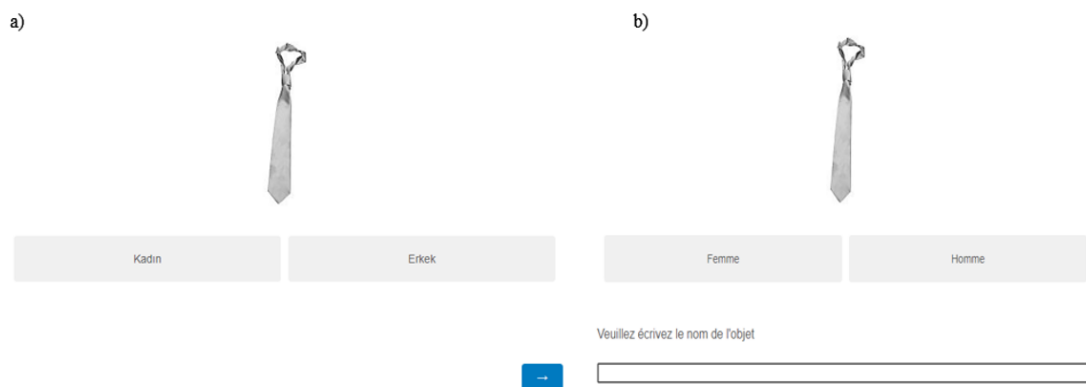 a)
b)
Kadın
Erkek
Femme
Homme
Veuillez écrivez le nom de l'objet
→